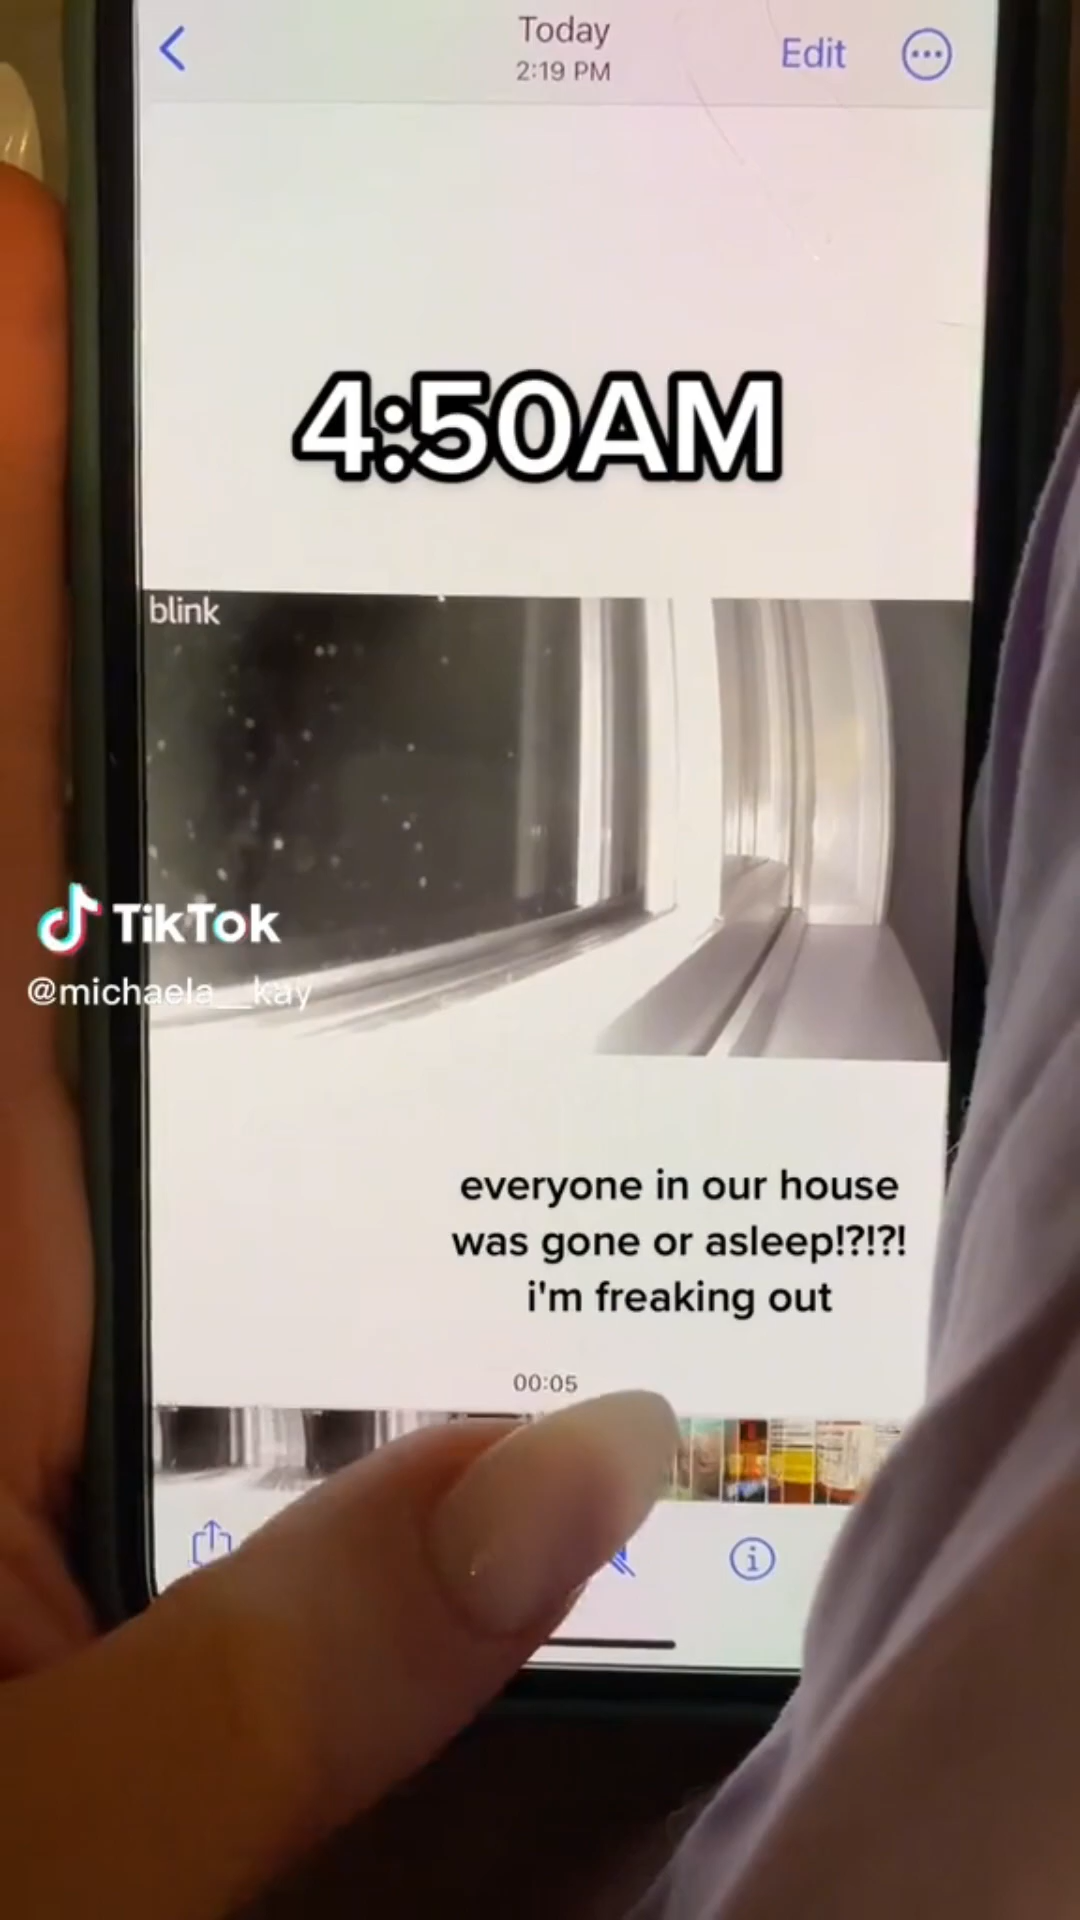 Today
2:19 PM
Edit
4:50AM
blink
TikTok
@michaela__kay
everyone in our house
was gone or asleep!?!?!
i'm freaking out
00:05